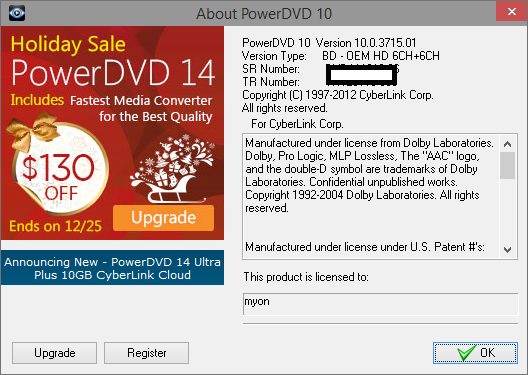 About PowerDVD 10
Holiday Sale
PowerDVD 14
Includes Fastest Media Converter
for the Best Quality
$130
OFF
Ends on 12/25
Upgrade
Announcing New - PowerDVD 14 Ultra
Plus 10GB CyberLink Cloud
Upgrade
Register
PowerDVD 10 Version 10.0.3715.01
Version Type: BD - OEM HD 6CH+6CH
SR Number:
TR Number:
Copyright (C) 1997-2012 CyberLink Corp.
All rights reserved.
For CyberLink Corp.
Manufactured under license from Dolby Laboratories.
Dolby, Pro Logic, MLP Lossless, The "AAC" logo,
and the double-D symbol are trademarks of Dolby
Laboratories. Confidential unpublished works.
Copyright 1992-2004 Dolby Laboratories. All rights
reserved.
Manufactured under license under U.S. Patent #'s:
This product is licensed to:
myon
OK